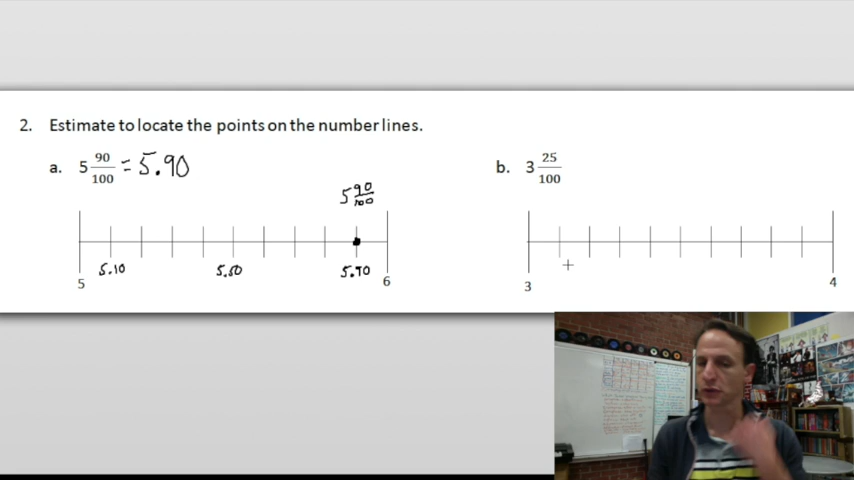 2. Estimate to locate the points on the number lines.
a. 5 90/100 = 5.90
5 90/100
5.10 5.50 5.90
5 6
b. 3 25/100
3 4